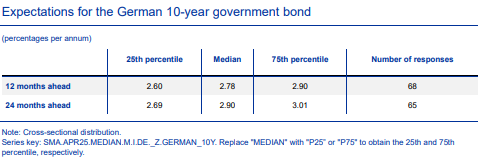 Expectations for the German 10-year government bond
(percentages per annum)
25th percentile Median 75th percentile Number of responses
12 months ahead 2.60 2.78 2.90 68
24 months ahead 2.69 2.90 3.01 65
Note: Cross-sectional distribution.
Series key: SMA.APR25.MEDIAN.M.I.DE._Z.GERMAN_10Y. Replace "MEDIAN" with "P25" or "P75" to obtain the 25th and 75th
percentile, respectively.